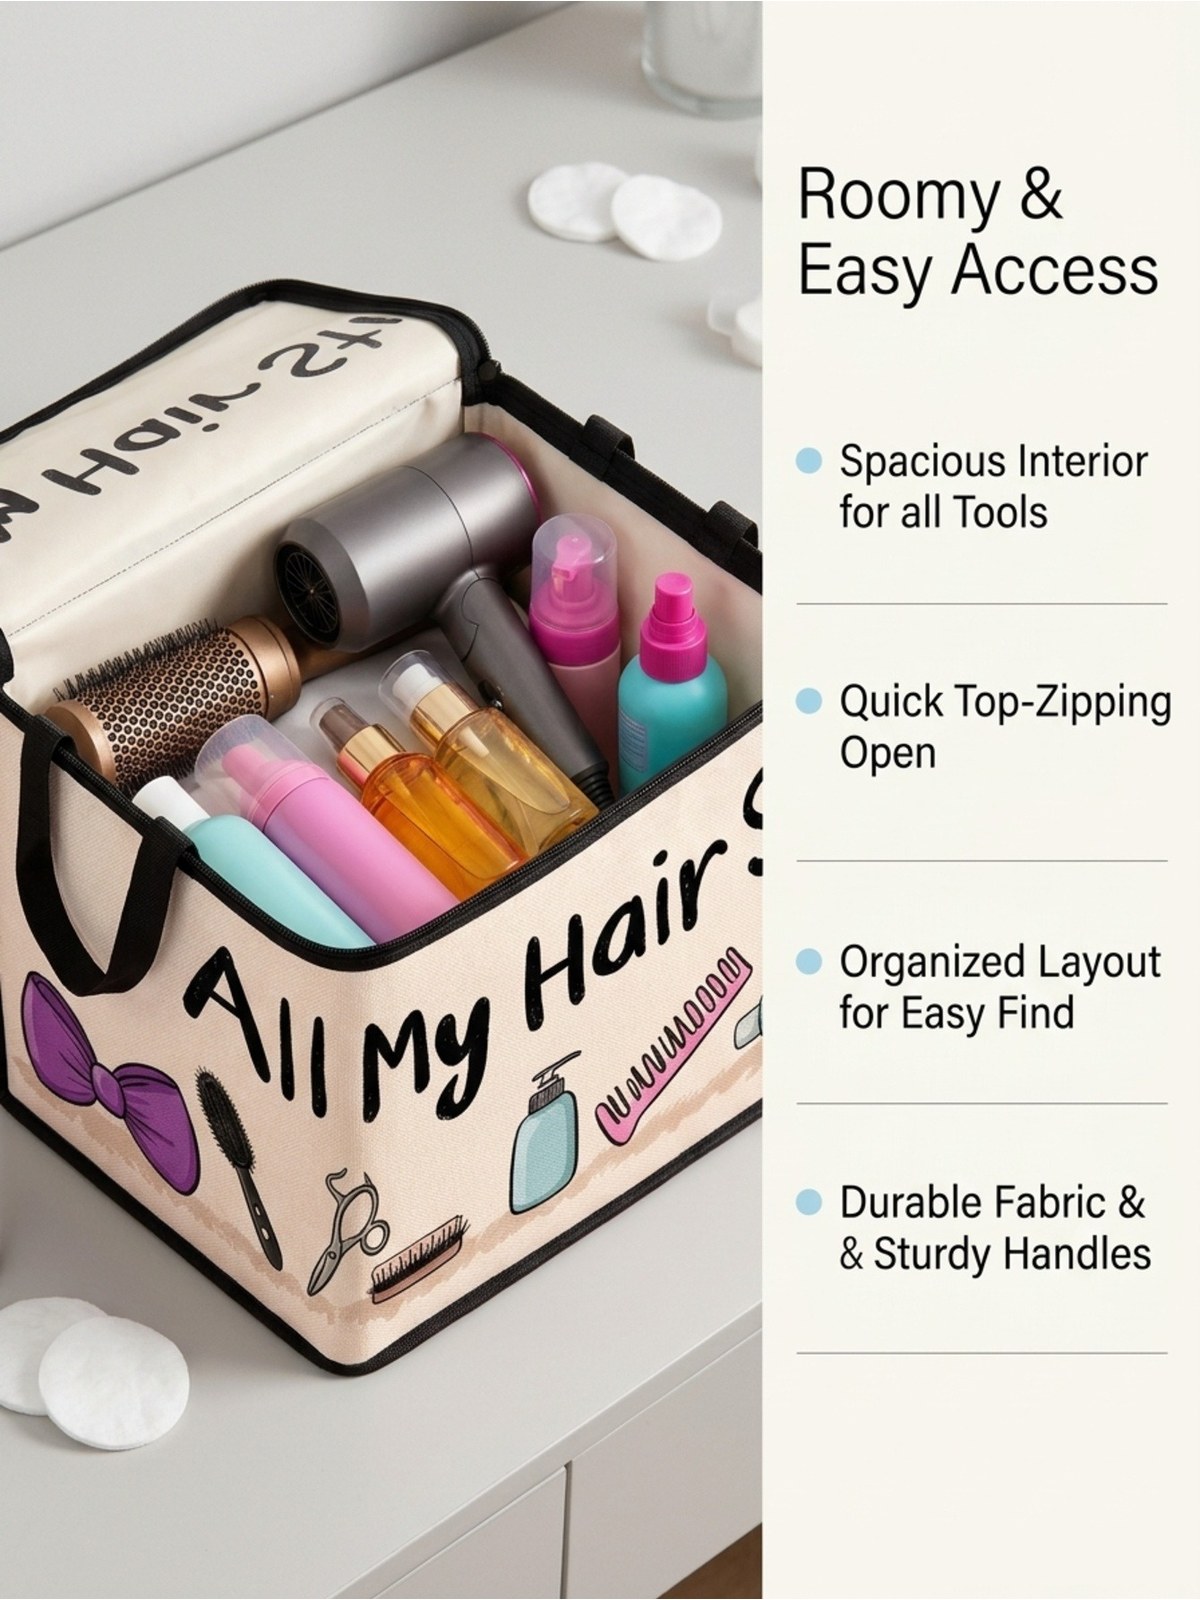 Roomy &
Easy Access
Spacious Interior
for all Tools
Quick Top-Zipping
Open
Organized Layout
for Easy Find
Durable Fabric &
& Sturdy Handles
Hair
All My Hair S